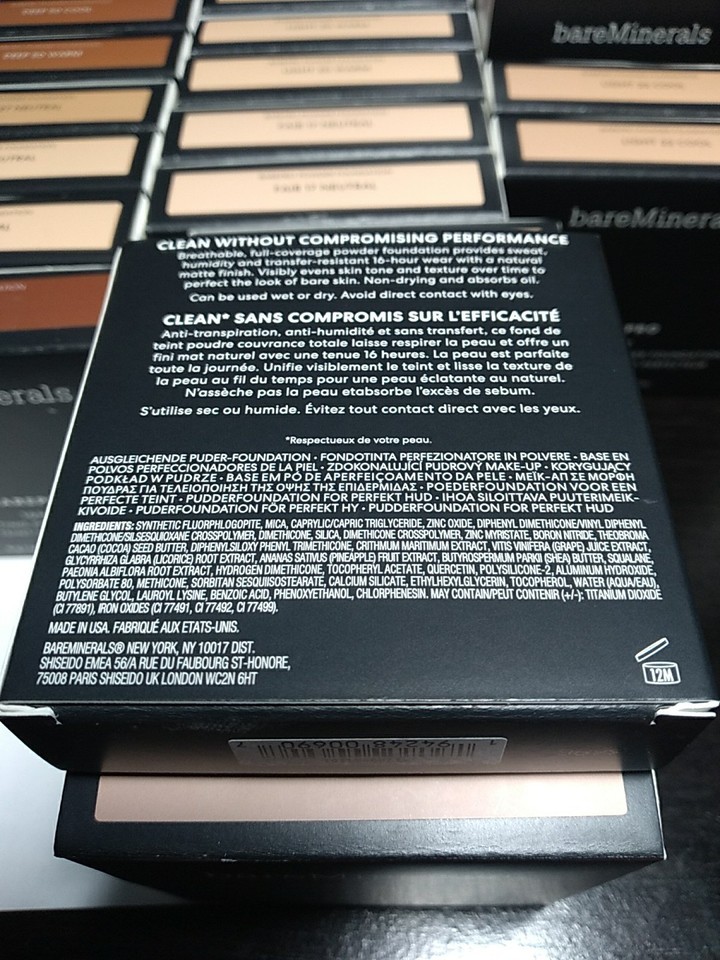 bareMinerals
DEEP 60 WARM
FAIR 17 NEUTRAL
FAIR 17 NEUTRAL
bareMinerals
CLEAN WITHOUT COMPROMISING PERFORMANCE
Breathable, full-coverage powder foundation provides sweat,
humidity and transfer-resistant 16-hour wear with a natural
matte finish. Visibly evens skin tone and texture over time to
perfect the look of bare skin. Non-drying and absorbs oil.
Can be used wet or dry. Avoid direct contact with eyes.
CLEAN* SANS COMPROMIS SUR L'EFFICACITÉ
Anti-transpiration, anti-humidité et sans transfert, ce fond de
teint poudre couvrance totale laisse respirer la peau et offre un
fini mat naturel avec une tenue 16 heures. La peau est parfaite
toute la journée. Unifie visiblement le teint et lisse la texture de
la peau au fil du temps pour une peau éclatante au naturel.
N'assèche pas la peau etabsorbe l'excès de sebum.
S'utilise sec ou humide. Évitez tout contact direct avec les yeux.
*Respectueux de votre peau.
AUSGLEICHENDE PUDER-FOUNDATION • FONDOTINTA PERFEZIONATORE IN POLVERE • BASE EN
POLVOS PERFECCIONADORES DE LA PIEL • ZDOKONALUJÍCÍ PUDROVÝ MAKE-UP • KORYGUJĄCY
PODKŁAD W PUDRZE • BASE EM PÓ DE APERFEIÇOAMENTO DA PELE • ΜΕΪΚ-ΑΠ ΣΕ ΜΟΡΦΗ
ΠΟΥΔΡΑΣ ΓΙΑ ΤΕΛΕΙΟΠΟΙΗΣΗ ΤΗΣ ΟΨΗΣ ΤΗΣ ΕΠΙΔΕΡΜΙΔΑΣ • POEDERFOUNDATION VOOR EEN
PERFECTE TEINT • PUDDERFOUNDATION FOR PERFEKT HUD • IHOA SILOITTAVA PUUTERIMEIK-
KIVOIDE • PUDERFOUNDATION FÖR PERFEKT HY • PUDDERFOUNDATION FOR PERFEKT HUD
INGREDIENTS: SYNTHETIC FLUORPHLOGOPITE, MICA, CAPRYLIC/CAPRIC TRIGLYCERIDE, ZINC OXIDE, DIPHENYL DIMETHICONE/VINYL DIPHENYL
DIMETHICONE/SILSESQUIOXANE CROSSPOLYMER, DIMETHICONE, SILICA, DIMETHICONE CROSSPOLYMER, ZINC MYRISTATE, BORON NITRIDE, THEOBROMA
CACAO (COCOA) SEED BUTTER, DIPHENYLSILOXY PHENYL TRIMETHICONE, CRITHMUM MARITIMUM EXTRACT, VITIS VINIFERA (GRAPE) JUICE EXTRACT,
GLYCYRRHIZA GLABRA (LICORICE) ROOT EXTRACT, ANANAS SATIVUS (PINEAPPLE) FRUIT EXTRACT, BUTYROSPERMUM PARKII (SHEA) BUTTER, SQUALANE,
PAEONIA ALBIFLORA ROOT EXTRACT, HYDROGEN DIMETHICONE, TOCOPHERYL ACETATE, QUERCETIN, POLYSILICONE-2, ALUMINUM HYDROXIDE,
POLYSORBATE 80, METHICONE, SORBITAN SESQUIISOSTEARATE, CALCIUM SILICATE, ETHYLHEXYLGLYCERIN, TOCOPHEROL, WATER (AQUA/EAU),
BUTYLENE GLYCOL, LAUROYL LYSINE, BENZOIC ACID, PHENOXYETHANOL, CHLORPHENESIN. MAY CONTAIN/PEUT CONTENIR (+/-): TITANIUM DIOXIDE
(CI 77891), IRON OXIDES (CI 77491, CI 77492, CI 77499).
MADE IN USA. FABRIQUÉ AUX ETATS-UNIS.
BAREMINERALS® NEW YORK, NY 10017 DIST.
SHISEIDO EMEA 56/A RUE DU FAUBOURG ST-HONORE,
75008 PARIS SHISEIDO UK LONDON WC2N 6HT
12M